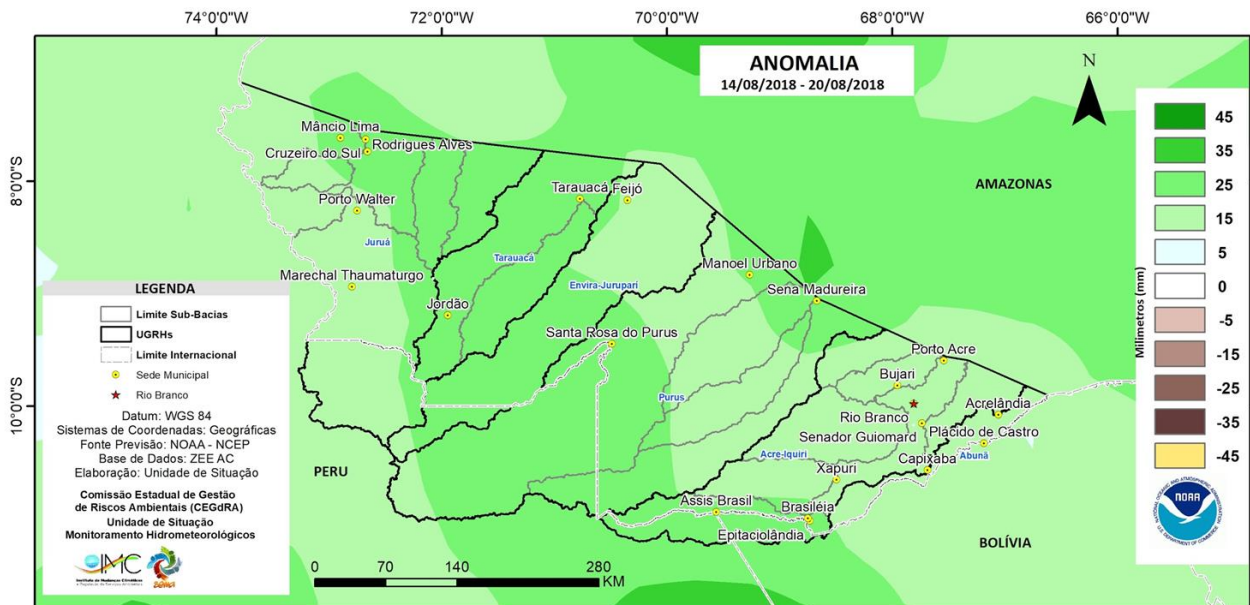 74°0'0"W
72°0'0"W
70°0'0"W
68°0'0"W
66°0'0"W
ANOMALIA
14/08/2018 - 20/08/2018
N
8°0'0"S
10°0'0"S
AMAZONAS
PERU
BOLÍVIA
Mâncio Lima
Cruzeiro do Sul
Rodrigues Alves
Porto Walter
Juruá
Marechal Thaumaturgo
Tarauacá
Feijó
Tarauacá
Jordão
Envira-Jurupari
Santa Rosa do Purus
Manoel Urbano
Sena Madureira
Purus
Porto Acre
Bujari
Rio Branco
Acrelândia
Senador Guiomard
Plácido de Castro
Abunã
Acre-Iquiri
Capixaba
Xapuri
Assis Brasil
Brasiléia
Epitaciolândia
LEGENDA
Limite Sub-Bacias
UGRHs
Limite Internacional
Sede Municipal
Rio Branco
Datum: WGS 84
Sistemas de Coordenadas: Geográficas
Fonte Previsão: NOAA - NCEP
Base de Dados: ZEE AC
Elaboração: Unidade de Situação
Comissão Estadual de Gestão
de Riscos Ambientais (CEGdRA)
Unidade de Situação
Monitoramento Hidrometeorológicos
IMC
0 70 140 280
KM
Milímetros (mm)
45
35
25
15
5
0
-5
-15
-25
-35
-45
NOAA